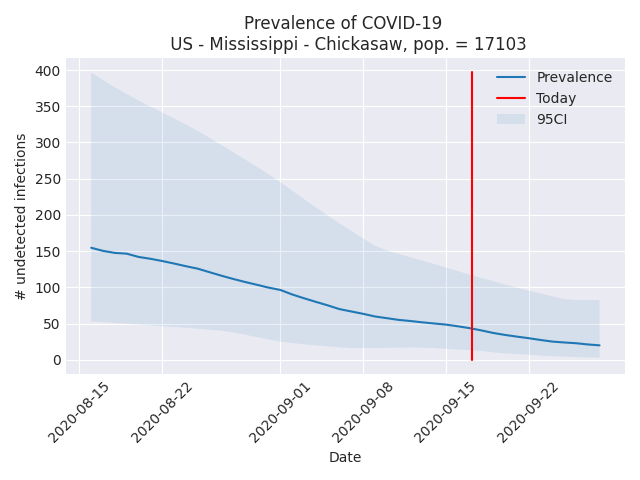 Prevalence of COVID-19
US - Mississippi - Chickasaw, pop. = 17103
400
350
300
250
200
150
100
50
0
# undetected infections
Prevalence
Today
95CI
2020-08-15
2020-08-22
2020-09-01
2020-09-08
2020-09-15
2020-09-22
Date